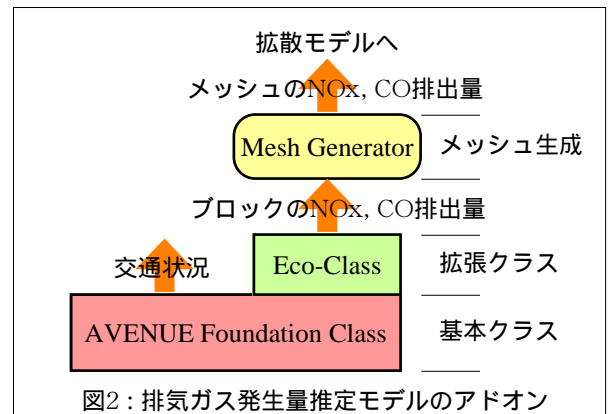 拡散モデルへ
メッシュのNOx, CO排出量
Mesh Generator メッシュ生成
ブロックのNOx, CO排出量
交通状況 Eco-Class 拡張クラス
AVENUE Foundation Class 基本クラス
図2 : 排気ガス発生量推定モデルのアドオン